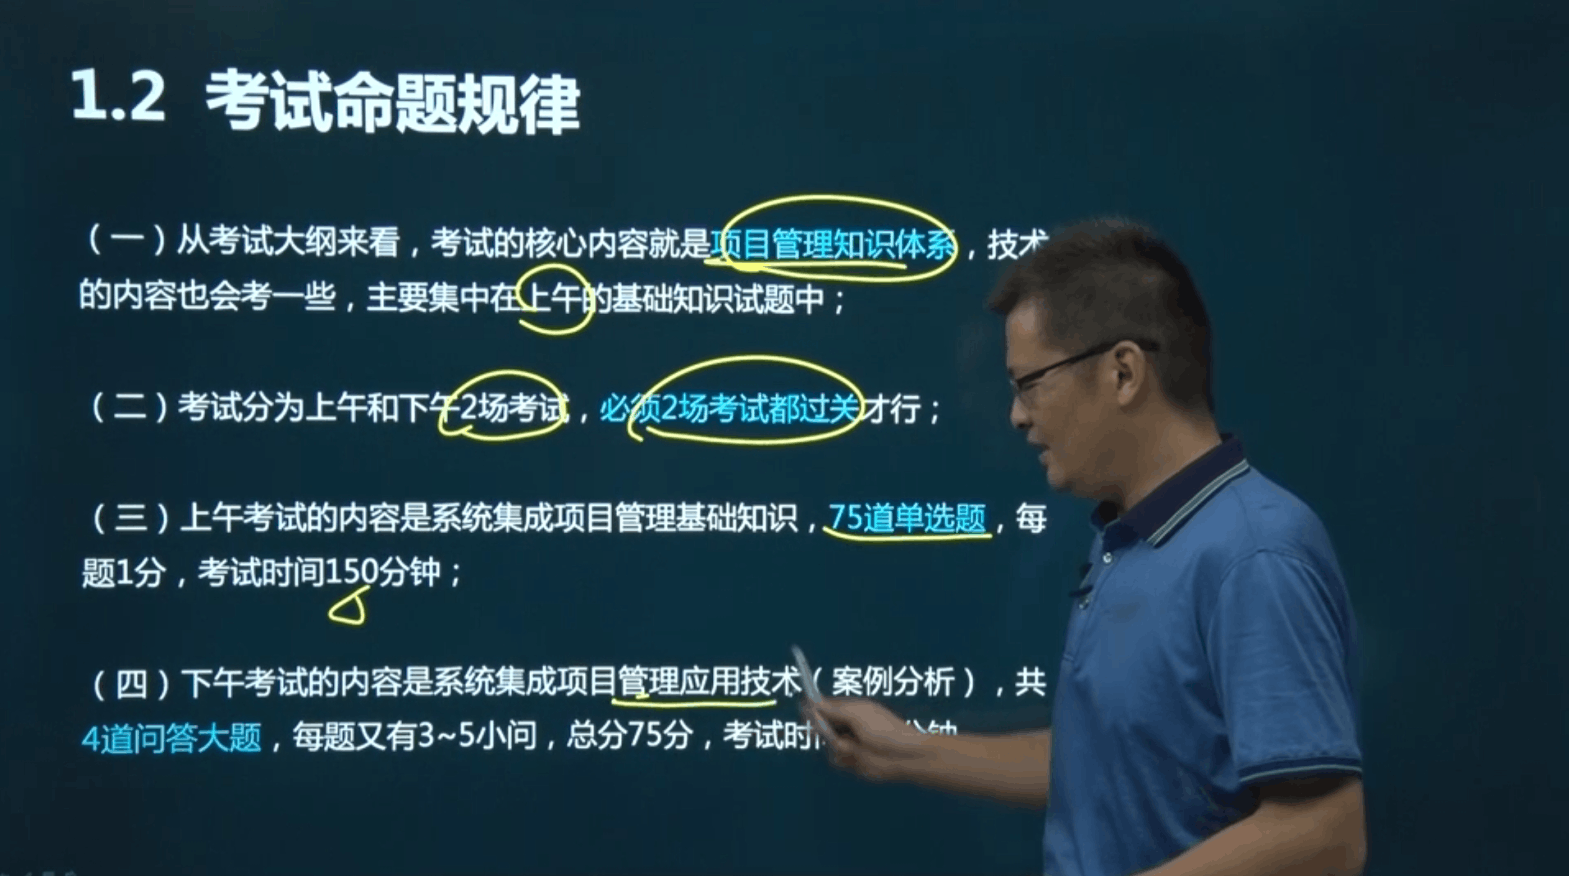 1.2 考试命题规律
（一）从考试大纲来看，考试的核心内容就是项目管理知识体系，技术
的内容也会考一些，主要集中在上午的基础知识试题中；
（二）考试分为上午和下午2场考试，必须2场考试都过关才行；
（三）上午考试的内容是系统集成项目管理基础知识，75道单选题，每
题1分，考试时间150分钟；
（四）下午考试的内容是系统集成项目管理应用技术（案例分析），共
4道问答大题，每题又有3~5小问，总分75分，考试时 分钟